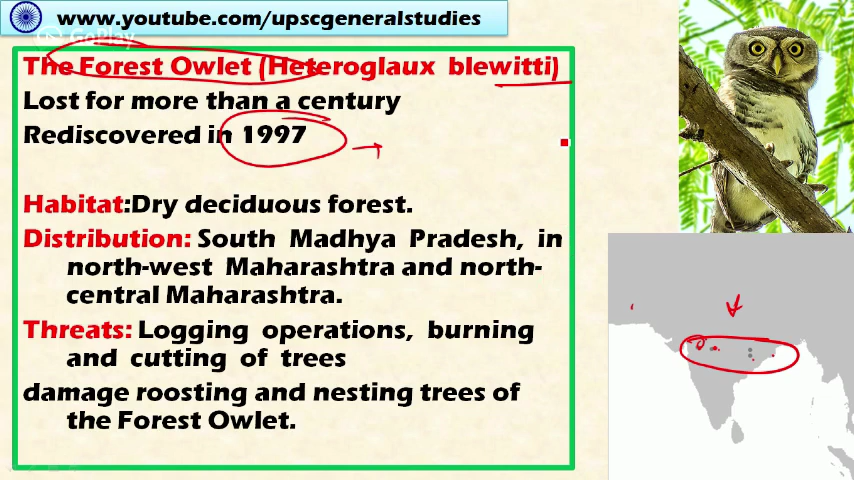 www.youtube.com/upscgeneralstudies
GoPlay
The Forest Owlet (Heteroglaux blewitti)
Lost for more than a century
Rediscovered in 1997
Habitat:Dry deciduous forest.
Distribution: South Madhya Pradesh, in
north-west Maharashtra and north-
central Maharashtra.
Threats: Logging operations, burning
and cutting of trees
damage roosting and nesting trees of
the Forest Owlet.